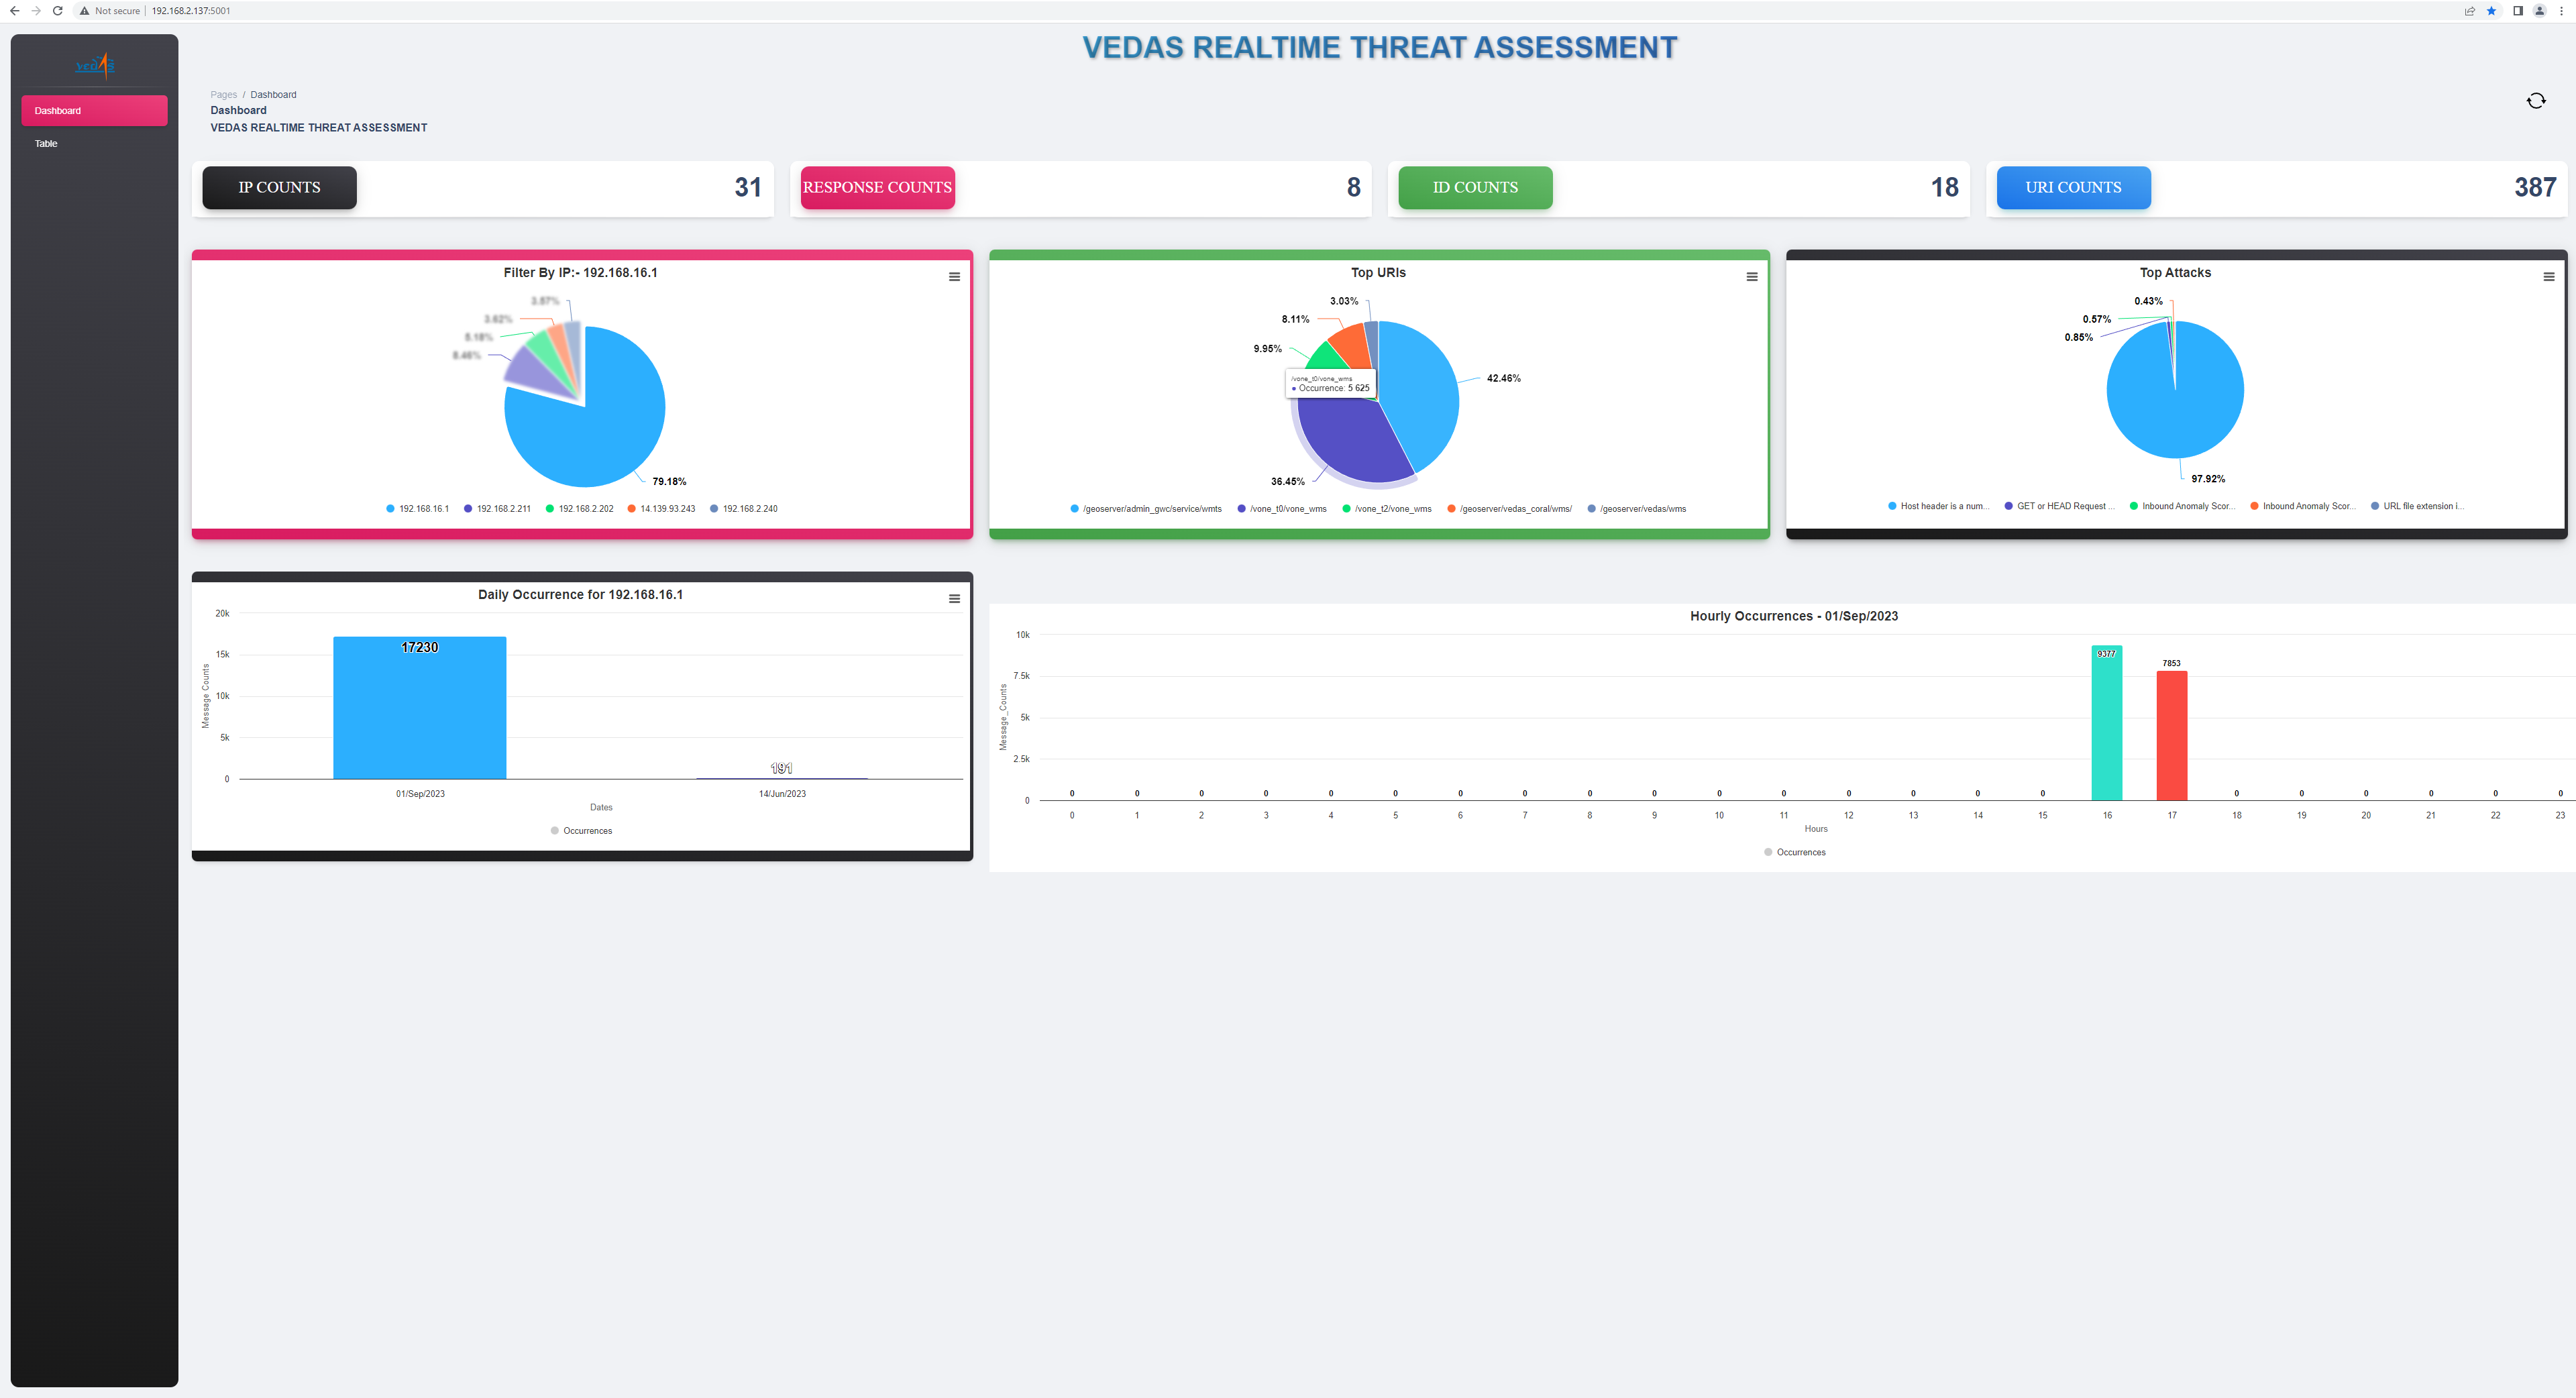 Not secure | 192.168.2.137:5001
vedas
Dashboard
Table
VEDAS REALTIME THREAT ASSESSMENT
Pages / Dashboard
Dashboard
VEDAS REALTIME THREAT ASSESSMENT
IP COUNTS 31
RESPONSE COUNTS 8
ID COUNTS 18
URI COUNTS 387
Filter By IP:- 192.168.16.1
3.57%
3.62%
5.18%
8.46%
79.18%
192.168.16.1 192.168.2.211 192.168.2.202 14.139.93.243 192.168.2.240
Top URIs
3.03%
8.11%
9.95%
/vone_t0/vone_wms
Occurrence: 5 625
42.46%
36.45%
/geoserver/admin_gwc/service/wmts /vone_t0/vone_wms /vone_t2/vone_wms /geoserver/vedas_coral/wms/ /geoserver/vedas/wms
Top Attacks
0.43%
0.57%
0.85%
97.92%
Host header is a num... GET or HEAD Request ... Inbound Anomaly Scor... Inbound Anomaly Scor... URL file extension i...
Daily Occurrence for 192.168.16.1
Message Counts
20k
15k
10k
5k
0
17230
191
01/Sep/2023 14/Jun/2023
Dates
Occurrences
Hourly Occurrences - 01/Sep/2023
Message_Counts
10k
7.5k
5k
2.5k
0
9377
7853
0 0 0 0 0 0 0 0 0 0 0 0 0 0 0 0 0 0 0 0 0 0
0 1 2 3 4 5 6 7 8 9 10 11 12 13 14 15 16 17 18 19 20 21 22 23
Hours
Occurrences